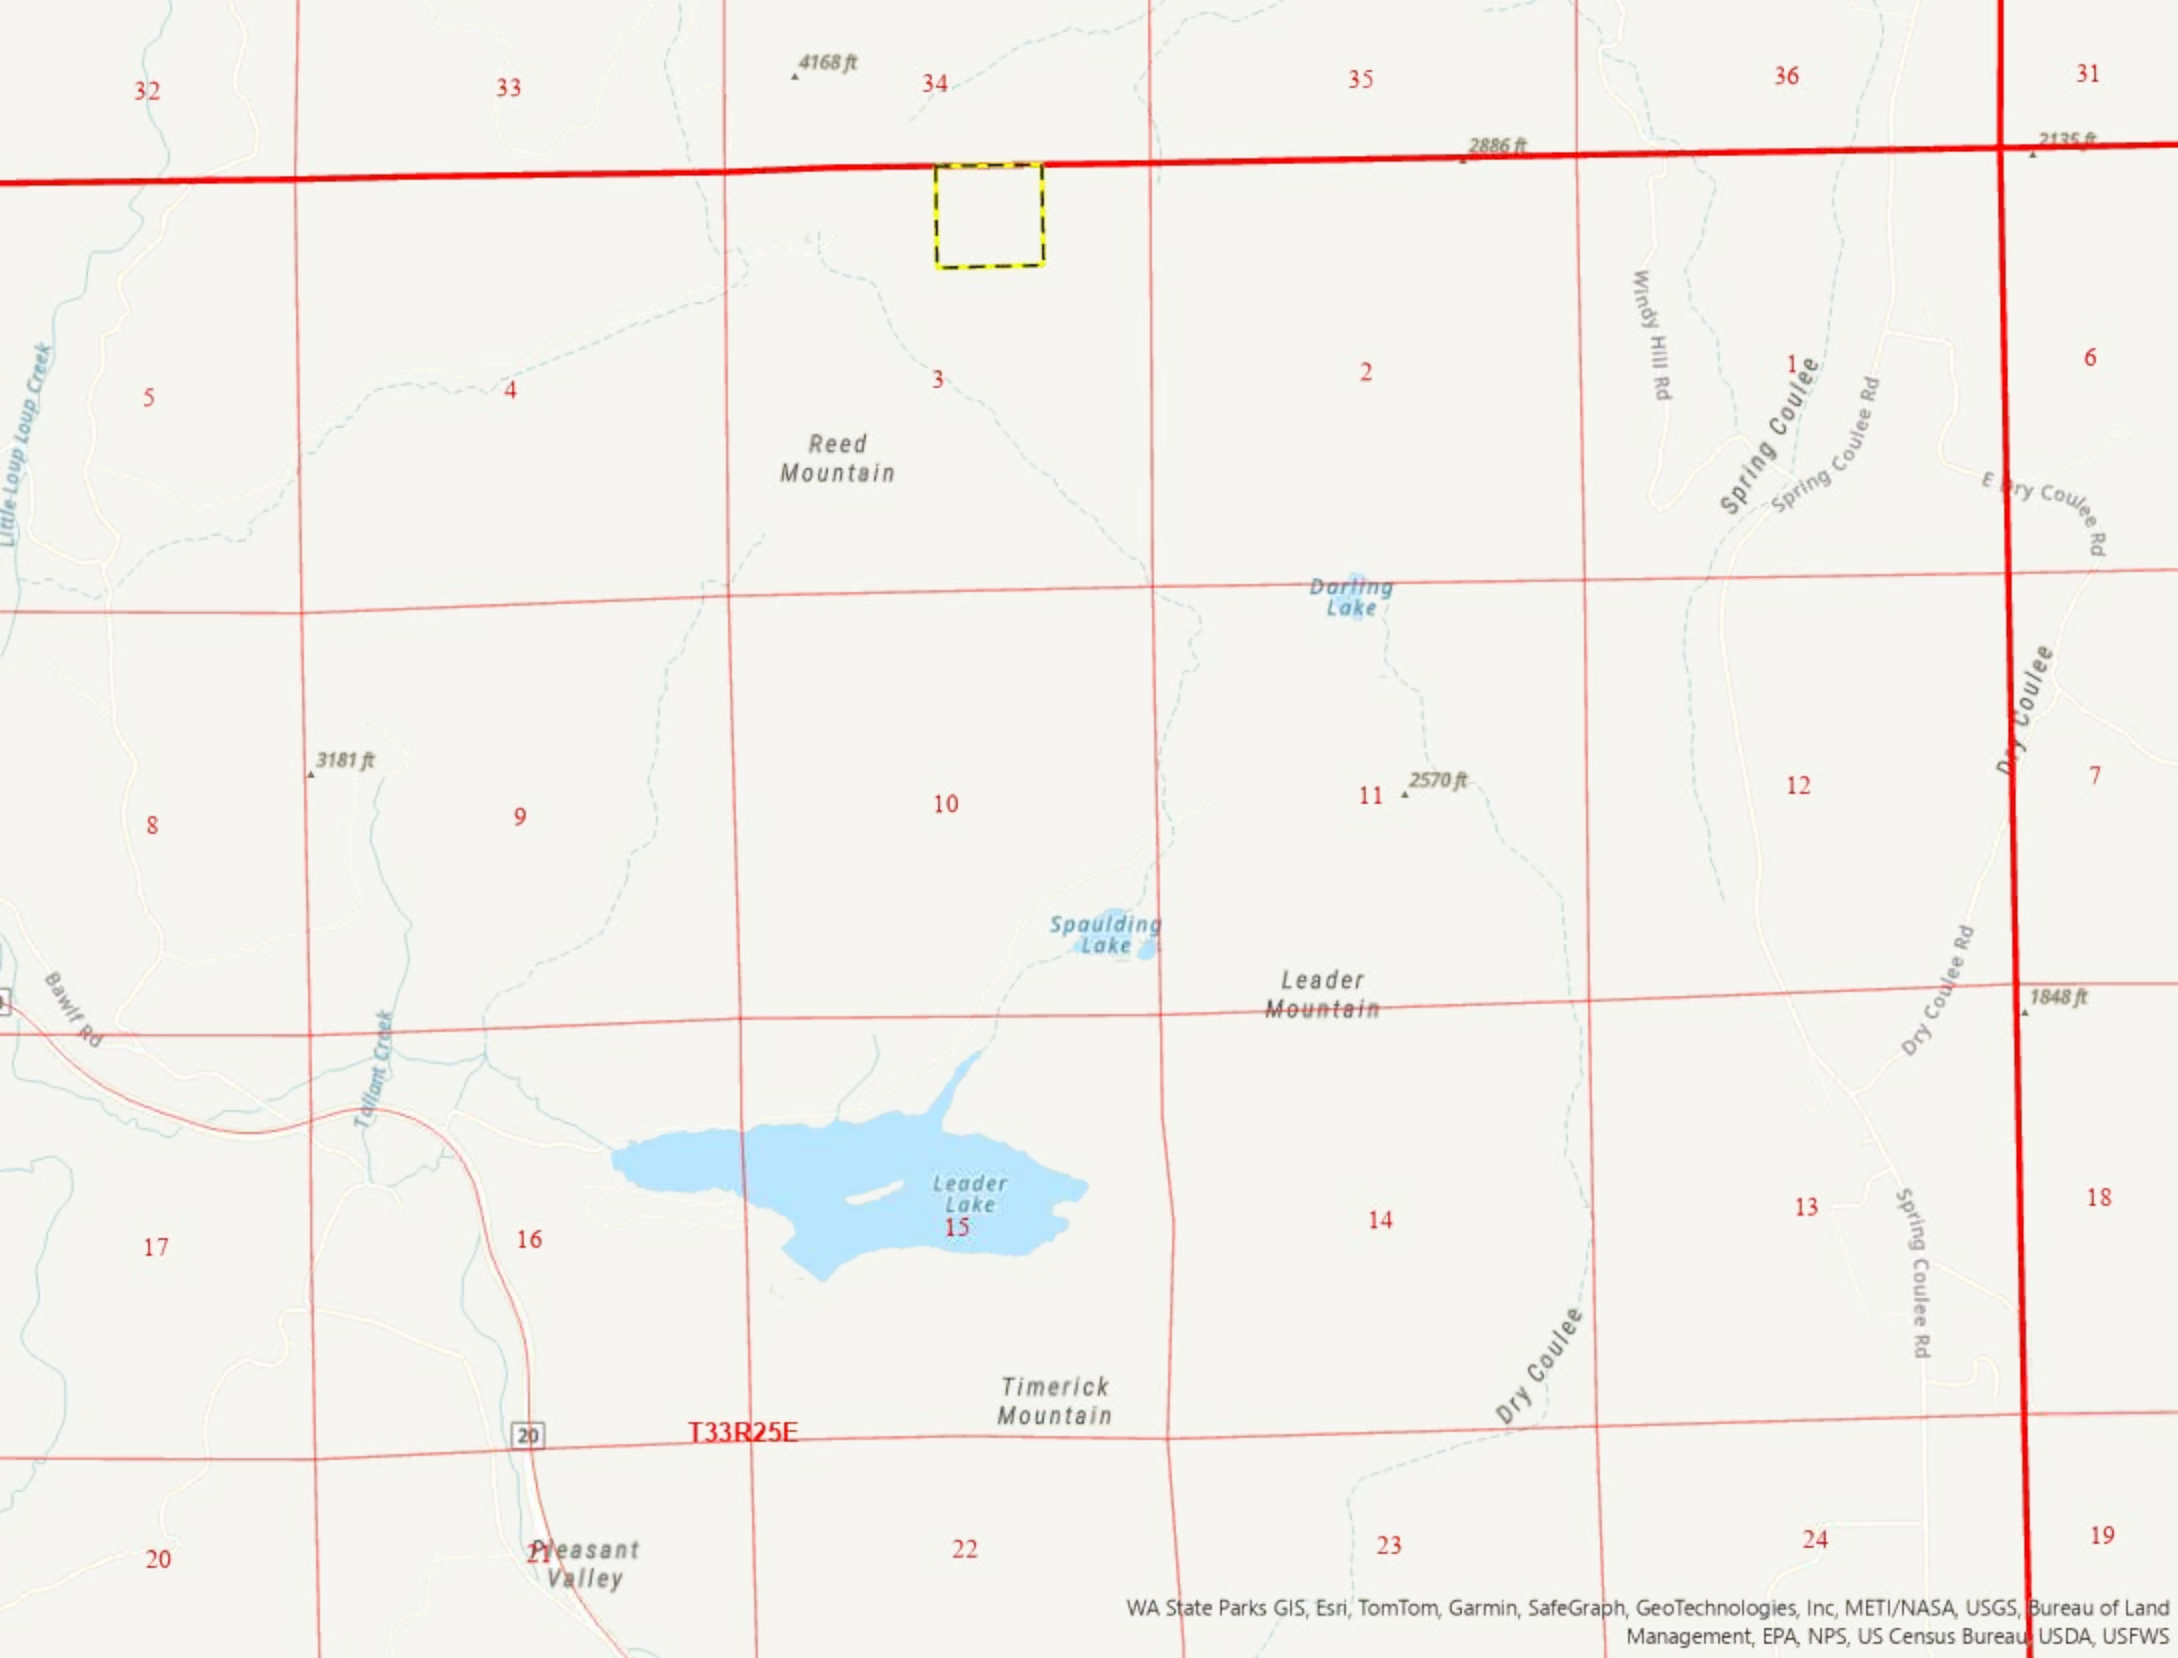 4168 ft
32
33
34
35
36
31
2886 ft
2135 ft
Windy Hill Rd
Little Loup Loup Creek
5
4
3
2
1
6
Spring Coulee
Spring Coulee Rd
Reed
Mountain
E Dry Coulee Rd
Darling
Lake
Dry Coulee
3181 ft
2570 ft
8
9
10
11
12
7
Spaulding
Lake
Dry Coulee Rd
Leader
Mountain
1848 ft
Bawlf Rd
Tallant Creek
Leader
Lake
17
16
15
14
13
18
Spring Coulee Rd
Dry Coulee
Timerick
Mountain
T33R25E
20
Pleasant
Valley
20
21
22
23
24
19
WA State Parks GIS, Esri, TomTom, Garmin, SafeGraph, GeoTechnologies, Inc, METI/NASA, USGS, Bureau of Land
Management, EPA, NPS, US Census Bureau, USDA, USFWS